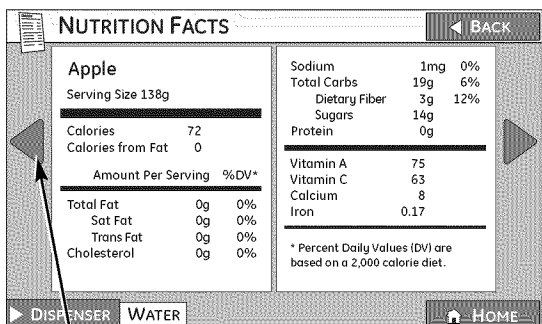 NUTRITION FACTS
BACK
Apple
Serving Size 138g
Calories 72
Calories from Fat 0
Amount Per Serving %DV*
Total Fat 0g 0%
Sat Fat 0g 0%
Trans Fat 0g 0%
Cholesterol 0g 0%
Sodium 1mg 0%
Total Carbs 19g 6%
Dietary Fiber 3g 12%
Sugars 14g
Protein 0g
Vitamin A 75
Vitamin C 63
Calcium 8
Iron 0.17
* Percent Daily Values (DV) are
based on a 2,000 calorie diet.
DISPENSER WATER
HOME